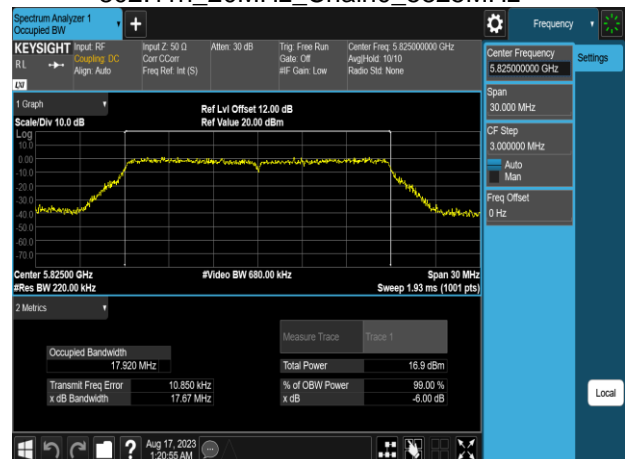 Spectrum Analyzer 1
Occupied BW
Frequency
KEYSIGHT
RL
LXI
Input: RF
Coupling: DC
Align: Auto
Input Z: 50 Ω
Corr CCorr
Freq Ref: Int (S)
Atten: 30 dB
Trig: Free Run
Gate: Off
#IF Gain: Low
Center Freq: 5.825000000 GHz
Avg|Hold: 10/10
Radio Std: None
Center Frequency
5.825000000 GHz
Settings
Span
30.000 MHz
CF Step
3.000000 MHz
Auto
Man
Freq Offset
0 Hz
Local
1 Graph
Scale/Div 10.0 dB
Ref Lvl Offset 12.00 dB
Ref Value 20.00 dBm
Log
10.0
0.00
-10.0
-20.0
-30.0
-40.0
-50.0
-60.0
-70.0
Center 5.82500 GHz
#Video BW 680.00 kHz
Span 30 MHz
#Res BW 220.00 kHz
Sweep 1.93 ms (1001 pts)
2 Metrics
Measure Trace
Trace 1
Occupied Bandwidth
17.920 MHz
Total Power
16.9 dBm
Transmit Freq Error
10.850 kHz
% of OBW Power
99.00 %
x dB Bandwidth
17.67 MHz
x dB
-6.00 dB
Aug 17, 2023
1:20:55 AM